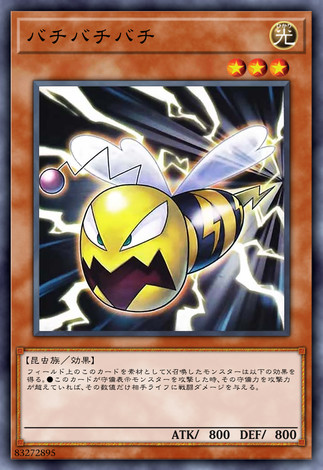 バチバチバチ
光
【昆虫族／効果】
フィールド上のこのカードを素材としてX召喚したモンスターは以下の効果を
得る。●このカードが守備表示モンスターを攻撃した時、その守備力を攻撃力
が超えていれば、その数値だけ相手ライフに戦闘ダメージを与える。
ATK/ 800 DEF/ 800
83272895